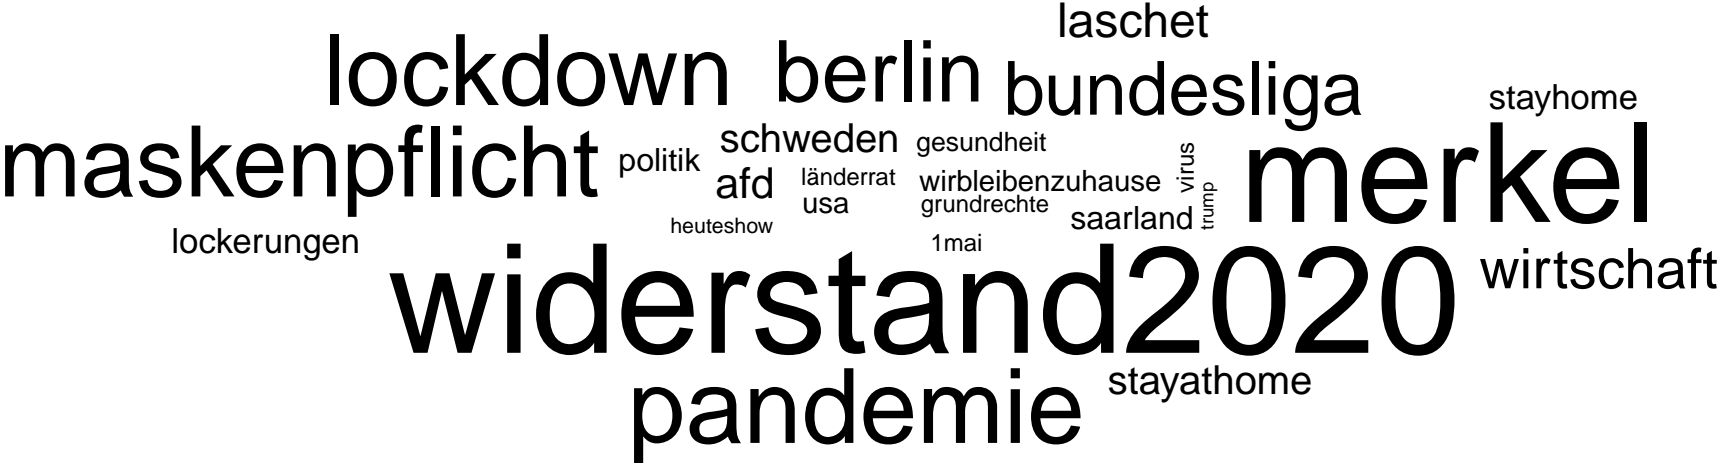 laschet
lockdown
berlin
bundesliga
stayhome
maskenpflicht
politik
schweden
gesundheit
virus
merkel
afd
länderrat
wirbleibenzuhause
usa
grundrechte
saarland
trump
heuteshow
1mai
lockerungen
widerstand2020
wirtschaft
stayathome
pandemie